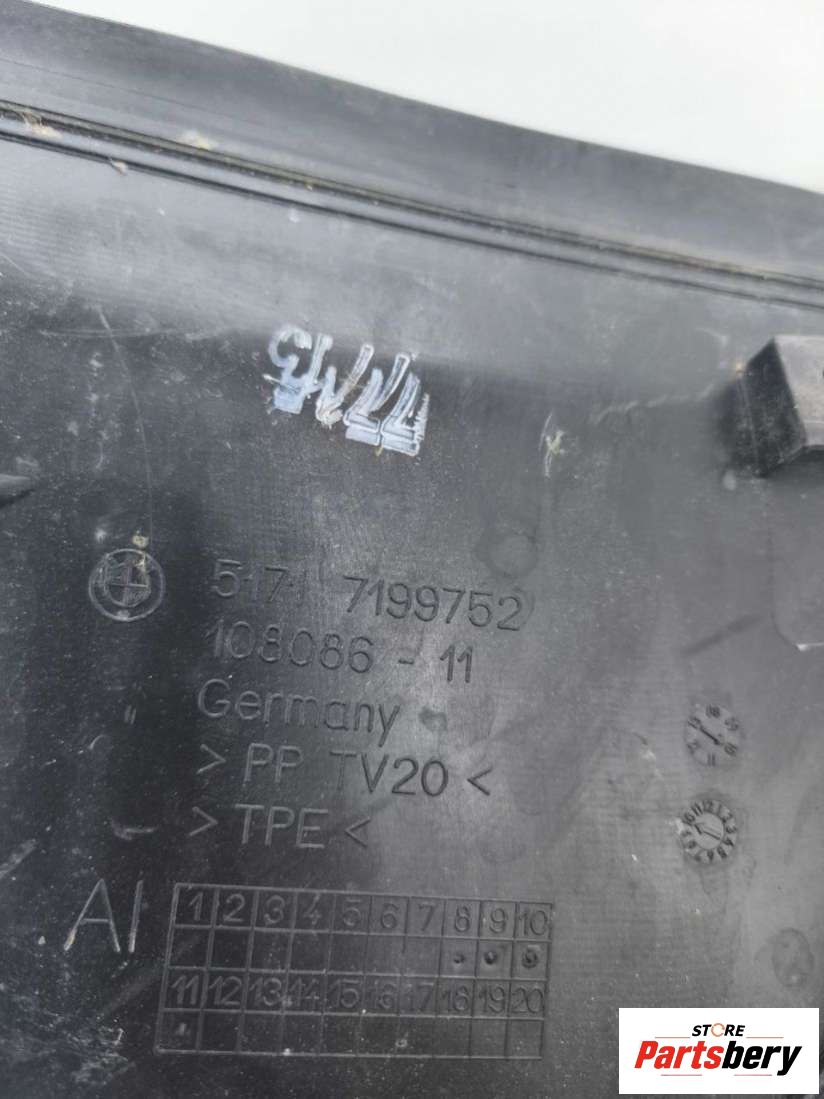 5171 7199752
108086 - 11
Germany
> PP TV20 <
> TPE <
AI
1 2 3 4 5 6 7 8 9 10
11 12 13 14 15 16 17 18 19 20
STORE
Partsbery